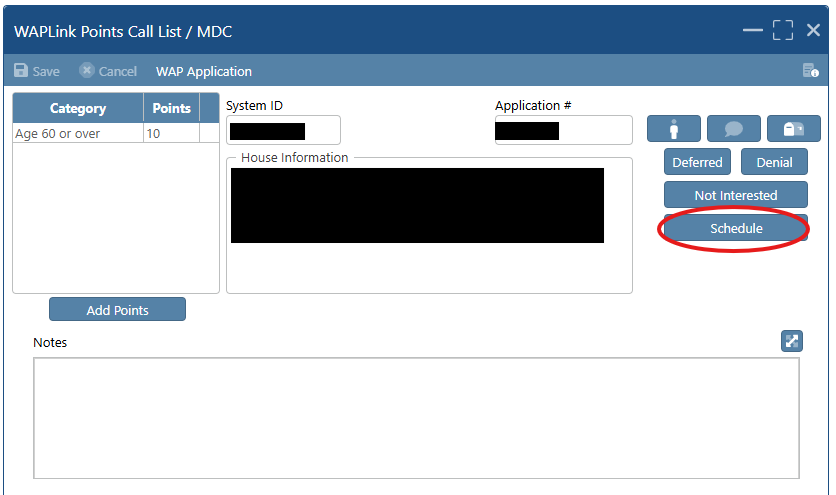 WAPLink Points Call List / MDC
Save Cancel WAP Application
Category Points
Age 60 or over 10
System ID
Application #
House Information
Deferred Denial
Not Interested
Schedule
Add Points
Notes